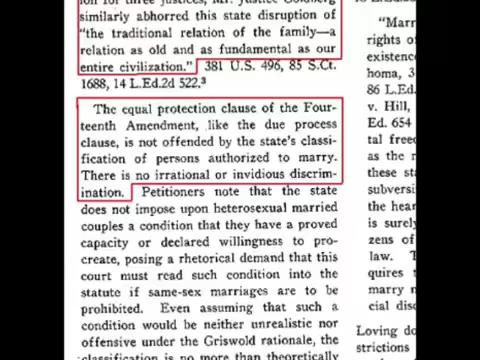 ion for three justices, Mr. Justice Goldberg
similarly abhorred this state disruption of
"the traditional relation of the family—a
relation as old and as fundamental as our
entire civilization." 381 U.S. 496, 85 S.Ct.
1688, 14 L.Ed.2d 522.³
The equal protection clause of the Four-
teenth Amendment, like the due process
clause, is not offended by the state's classi-
fication of persons authorized to marry.
There is no irrational or invidious discrim-
ination. Petitioners note that the state
does not impose upon heterosexual married
couples a condition that they have a proved
capacity or declared willingness to pro-
create, posing a rhetorical demand that this
court must read such condition into the
statute if same-sex marriages are to be
prohibited. Even assuming that such a
condition would be neither unrealistic nor
offensive under the Griswold rationale, the
classification is no more than theoretically
"Marr
rights of
existence
homa, 3
86 L.Ed.
v. Hill,
Ed. 654
tal free
as the r
these sta
subversi
the hear
is surely
zens of
law. T
quires t
marry n
cial disc
Loving do
strictions